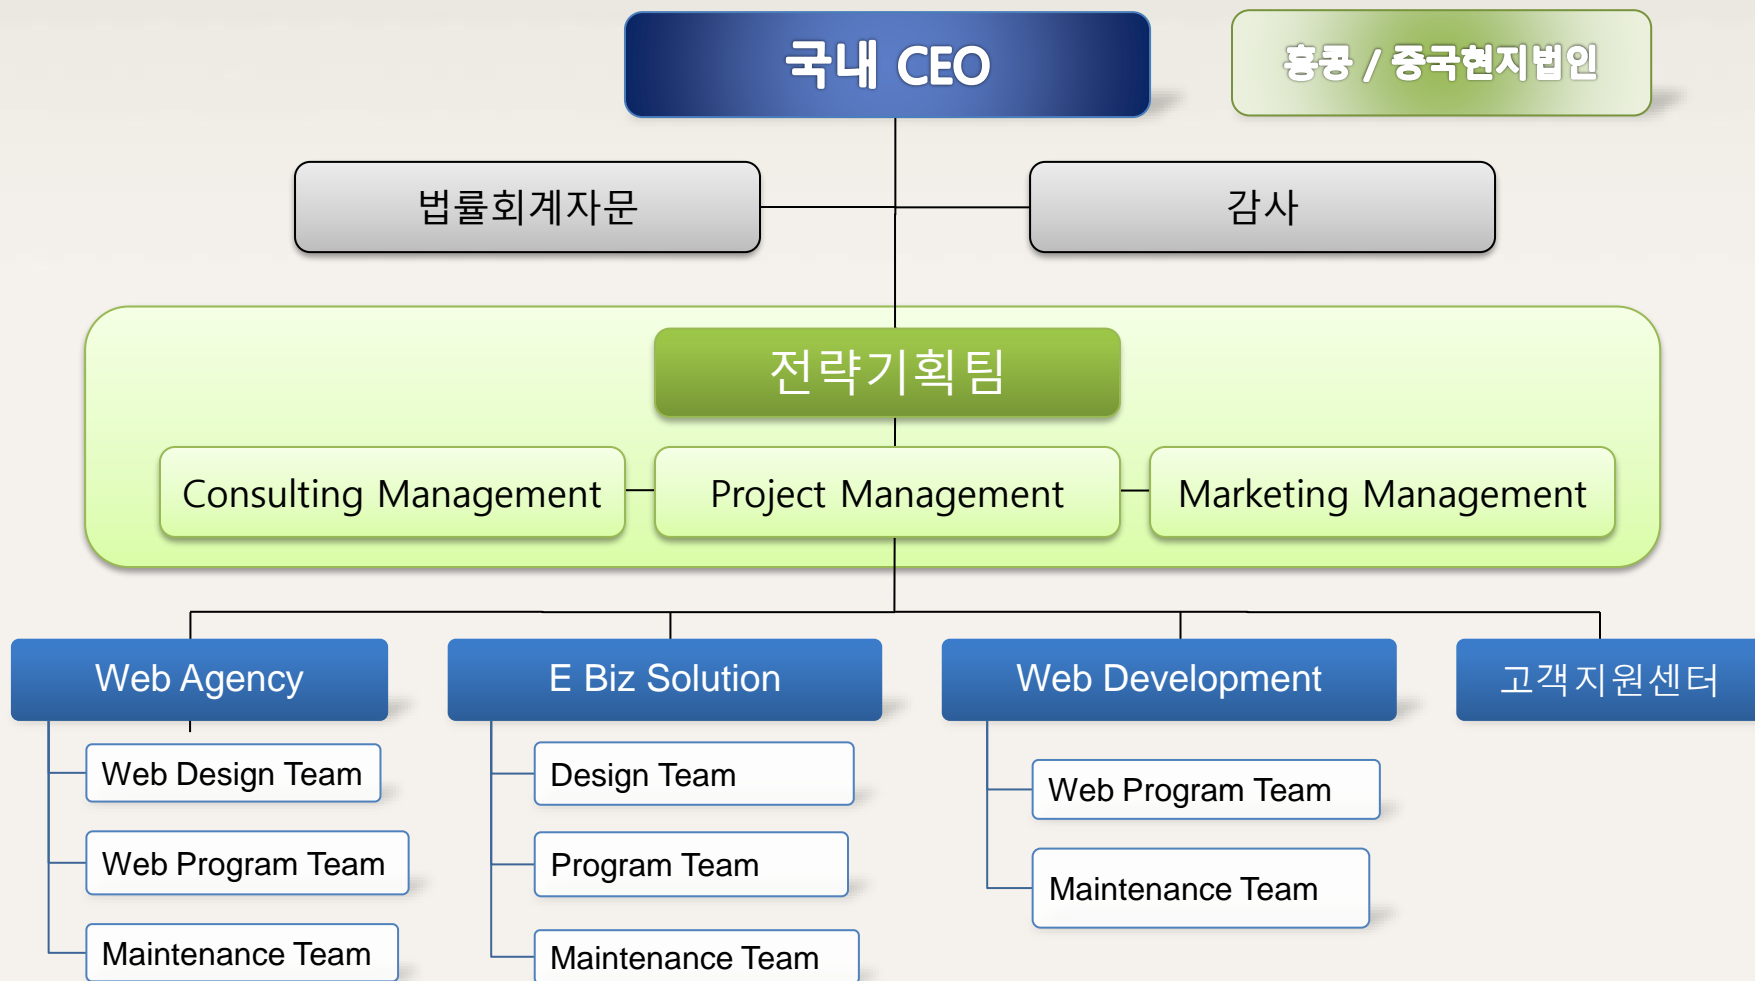 국내 CEO
홍콩 / 중국현지법인
법률회계자문
감사
전략기획팀
Consulting Management
Project Management
Marketing Management
Web Agency
E Biz Solution
Web Development
고객지원센터
Web Design Team
Web Program Team
Maintenance Team
Design Team
Program Team
Maintenance Team
Web Program Team
Maintenance Team